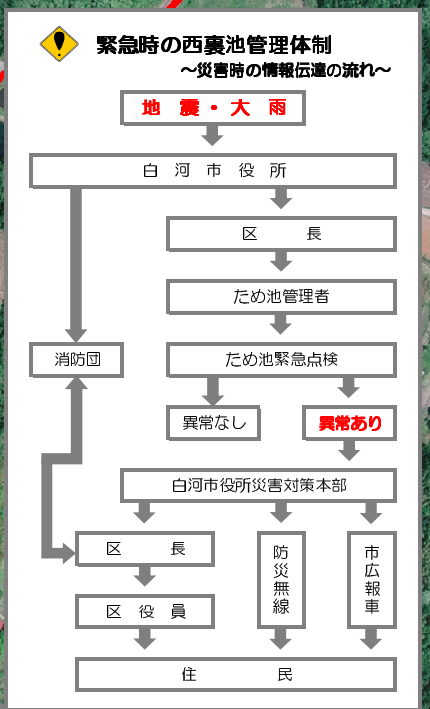 緊急時の西裏池管理体制
～災害時の情報伝達の流れ～
地 震・大 雨
白 河 市 役 所
区 長
ため池管理者
消防団
ため池緊急点検
異常なし
異常あり
白河市役所災害対策本部
区 長
防災無線
市広報車
区 役 員
住 民